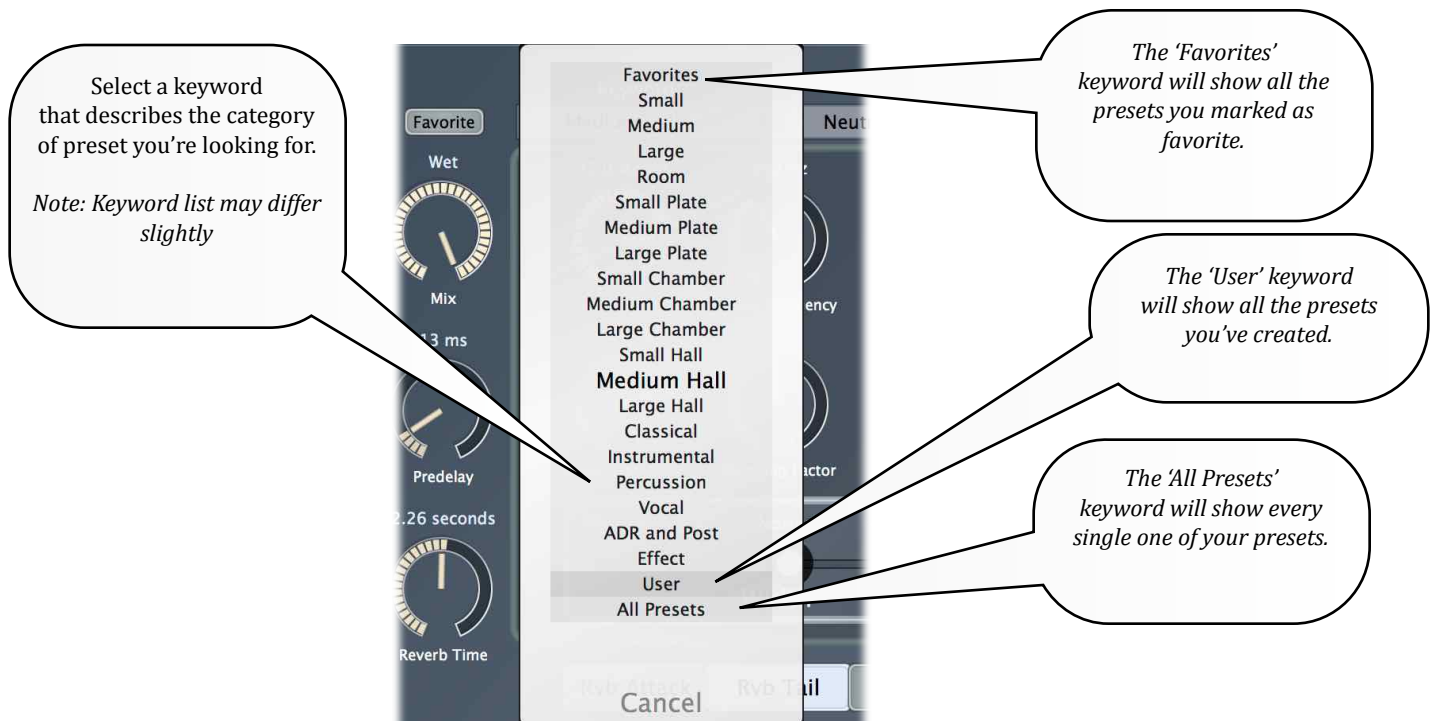 Select a keyword
that describes the category
of preset you’re looking for.
Note: Keyword list may differ
slightly
Favorite
Wet
Mix
13 ms
Predelay
2.26 seconds
Reverb Time
Favorites
Small
Medium
Large
Room
Small Plate
Medium Plate
Large Plate
Small Chamber
Medium Chamber
Large Chamber
Small Hall
Medium Hall
Large Hall
Classical
Instrumental
Percussion
Vocal
ADR and Post
Effect
User
All Presets
Rvb Attack
Rvb Tail
Cancel
Neut
ency
actor
The ‘Favorites’
keyword will show all the
presets you marked as
favorite.
The ‘User’ keyword
will show all the presets
you’ve created.
The ‘All Presets’
keyword will show every
single one of your presets.